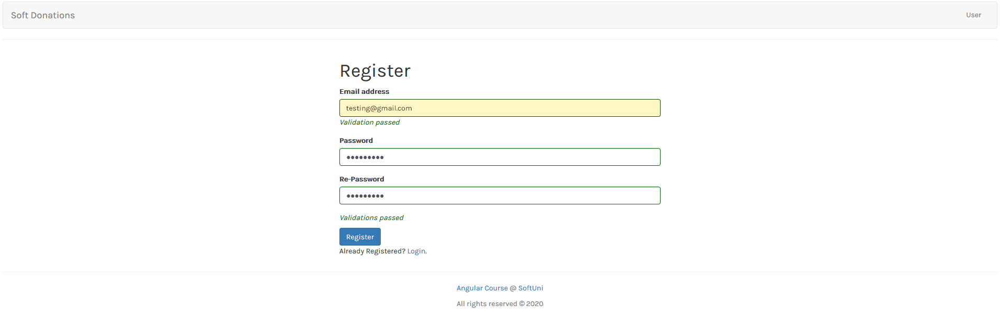 Soft Donations User
Register
Email address
testing@gmail.com
Validation passed
Password
•••••••••
Re-Password
•••••••••
Validations passed
Register
Already Registered? Login.
Angular Course @ SoftUni
All rights reserved © 2020